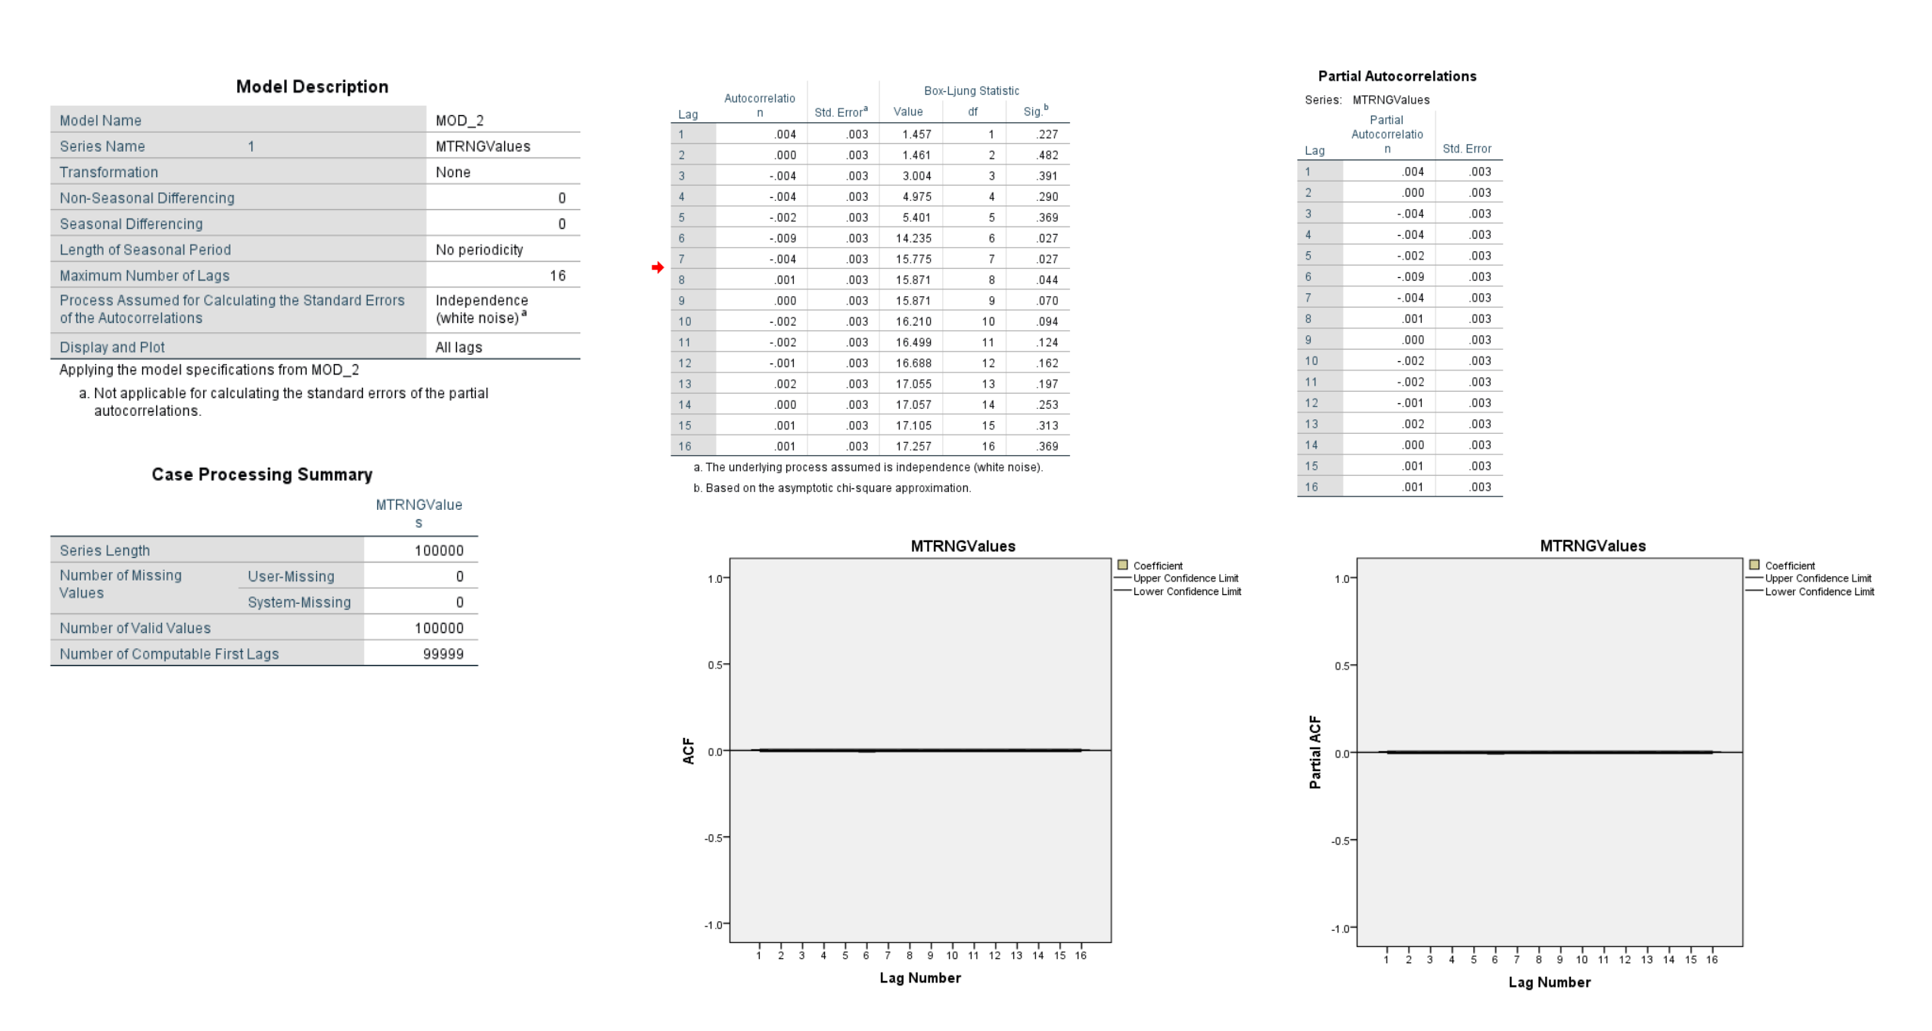 Model Description
Model Name MOD_2
Series Name 1 MTRNGValues
Transformation None
Non-Seasonal Differencing 0
Seasonal Differencing 0
Length of Seasonal Period No periodicity
Maximum Number of Lags 16
Process Assumed for Calculating the Standard Errors
of the Autocorrelations
Independence
(white noise) a
Display and Plot All lags
Applying the model specifications from MOD_2
a. Not applicable for calculating the standard errors of the partial
autocorrelations.
Case Processing Summary
MTRNGValue
s
Series Length 100000
Number of Missing
Values
User-Missing 0
System-Missing 0
Number of Valid Values 100000
Number of Computable First Lags 99999
Box-Ljung Statistic
Autocorrelatio
n
Lag Std. Error a Value df Sig. b
1 .004 .003 1.457 1 .227
2 .000 .003 1.461 2 .482
3 -.004 .003 3.004 3 .391
4 -.004 .003 4.975 4 .290
5 -.002 .003 5.401 5 .369
6 -.009 .003 14.235 6 .027
7 -.004 .003 15.775 7 .027
8 .001 .003 15.871 8 .044
9 .000 .003 15.871 9 .070
10 -.002 .003 16.210 10 .094
11 -.002 .003 16.499 11 .124
12 -.001 .003 16.688 12 .162
13 .002 .003 17.055 13 .197
14 .000 .003 17.057 14 .253
15 .001 .003 17.105 15 .313
16 .001 .003 17.257 16 .369
a. The underlying process assumed is independence (white noise).
b. Based on the asymptotic chi-square approximation.
Partial Autocorrelations
Series: MTRNGValues
Partial
Autocorrelatio
n
Lag Std. Error
1 .004 .003
2 .000 .003
3 -.004 .003
4 -.004 .003
5 -.002 .003
6 -.009 .003
7 -.004 .003
8 .001 .003
9 .000 .003
10 -.002 .003
11 -.002 .003
12 -.001 .003
13 .002 .003
14 .000 .003
15 .001 .003
16 .001 .003
MTRNGValues
Coefficient
Upper Confidence Limit
Lower Confidence Limit
ACF
1.0
0.5
0.0
-0.5
-1.0
1 2 3 4 5 6 7 8 9 10 11 12 13 14 15 16
Lag Number
MTRNGValues
Coefficient
Upper Confidence Limit
Lower Confidence Limit
Partial ACF
1.0
0.5
0.0
-0.5
-1.0
1 2 3 4 5 6 7 8 9 10 11 12 13 14 15 16
Lag Number